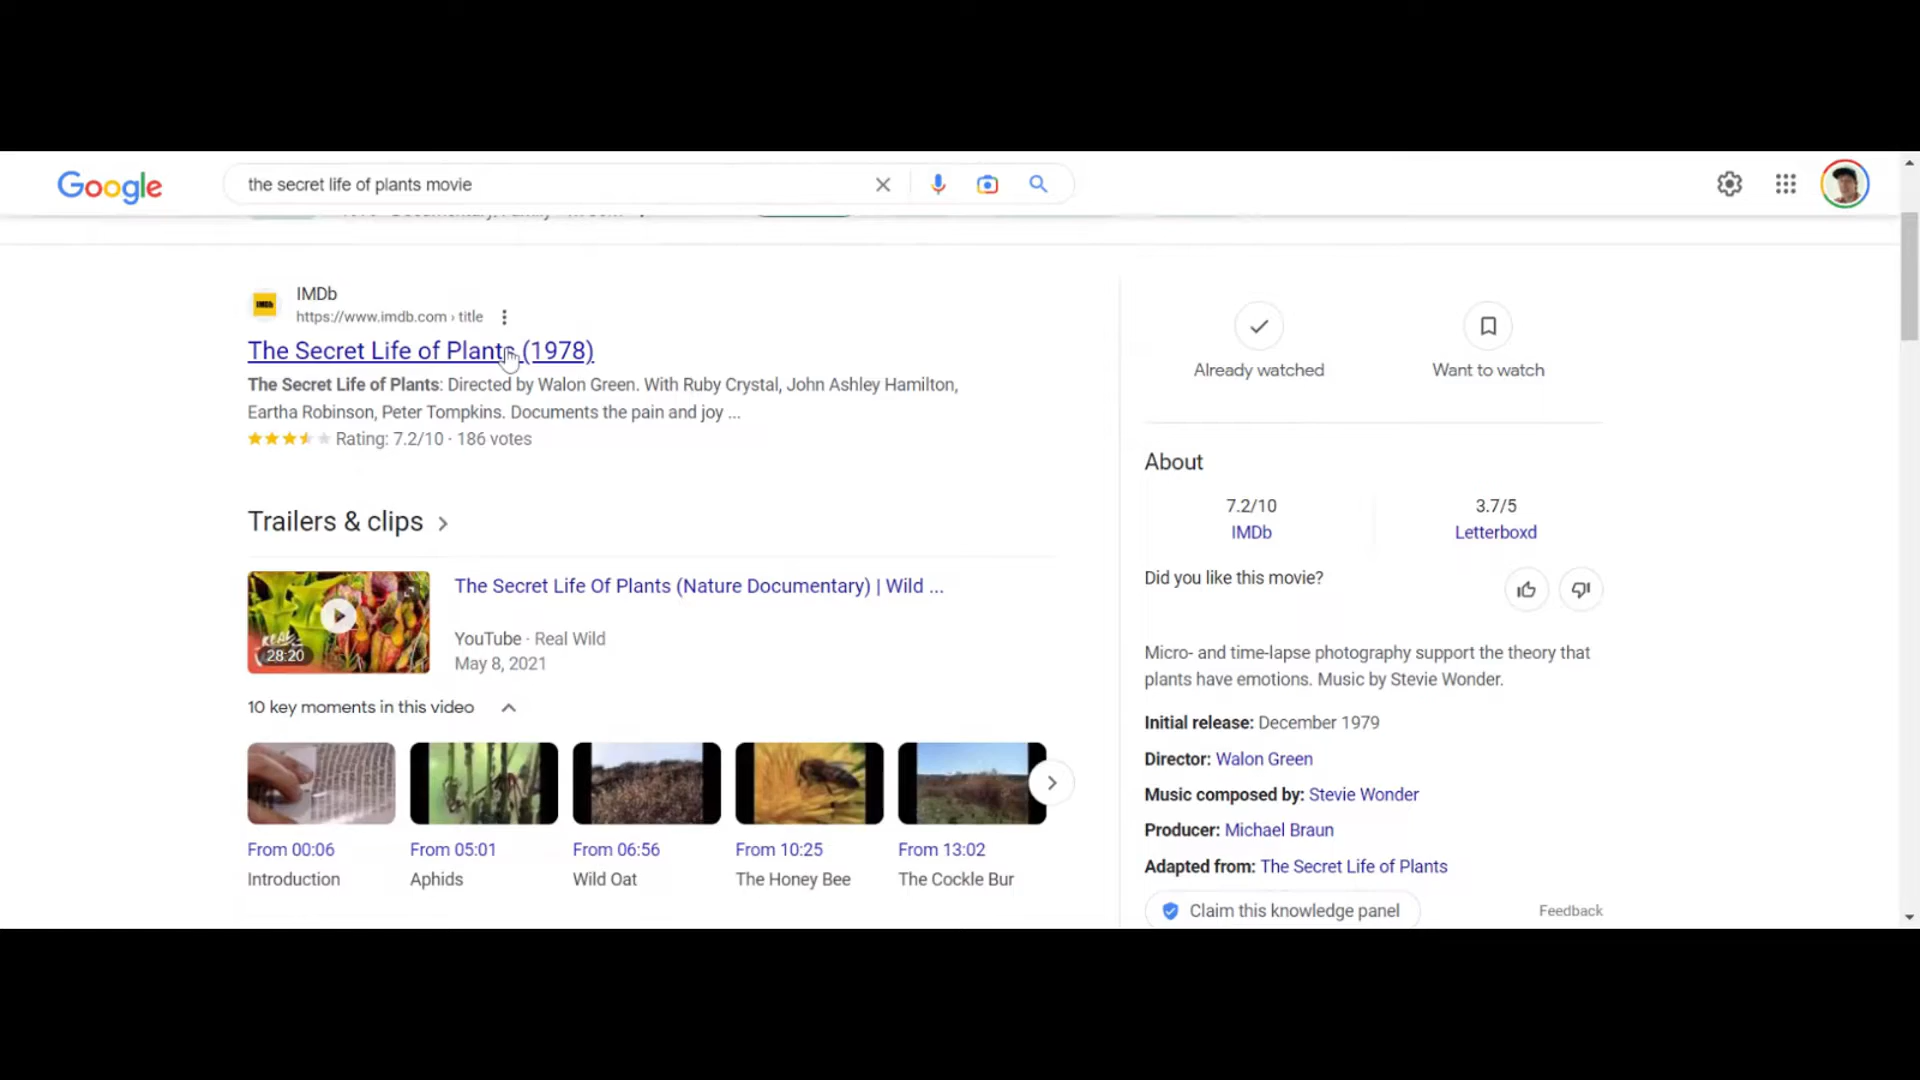 Google
the secret life of plants movie
IMDb
https://www.imdb.com › title
The Secret Life of Plants (1978)
The Secret Life of Plants: Directed by Walon Green. With Ruby Crystal, John Ashley Hamilton,
Eartha Robinson, Peter Tompkins. Documents the pain and joy ...
Rating: 7.2/10 · 186 votes
Trailers & clips
The Secret Life Of Plants (Nature Documentary) | Wild ...
REAL
28:20
YouTube · Real Wild
May 8, 2021
10 key moments in this video
From 00:06
Introduction
From 05:01
Aphids
From 06:56
Wild Oat
From 10:25
The Honey Bee
From 13:02
The Cockle Bur
Already watched
Want to watch
About
7.2/10
IMDb
3.7/5
Letterboxd
Did you like this movie?
Micro- and time-lapse photography support the theory that
plants have emotions. Music by Stevie Wonder.
Initial release: December 1979
Director: Walon Green
Music composed by: Stevie Wonder
Producer: Michael Braun
Adapted from: The Secret Life of Plants
Claim this knowledge panel
Feedback